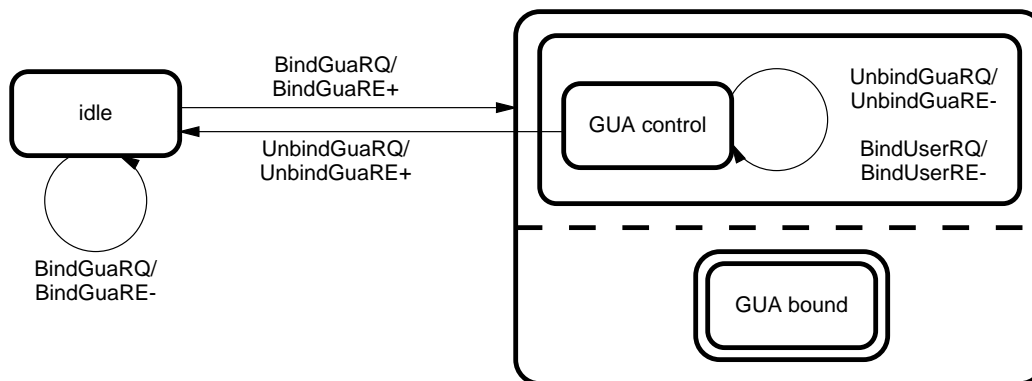 BindGuaRQ/
BindGuaRE+
idle
UnbindGuaRQ/
UnbindGuaRE+
BindGuaRQ/
BindGuaRE-
GUA control
UnbindGuaRQ/
UnbindGuaRE-
BindUserRQ/
BindUserRE-
GUA bound